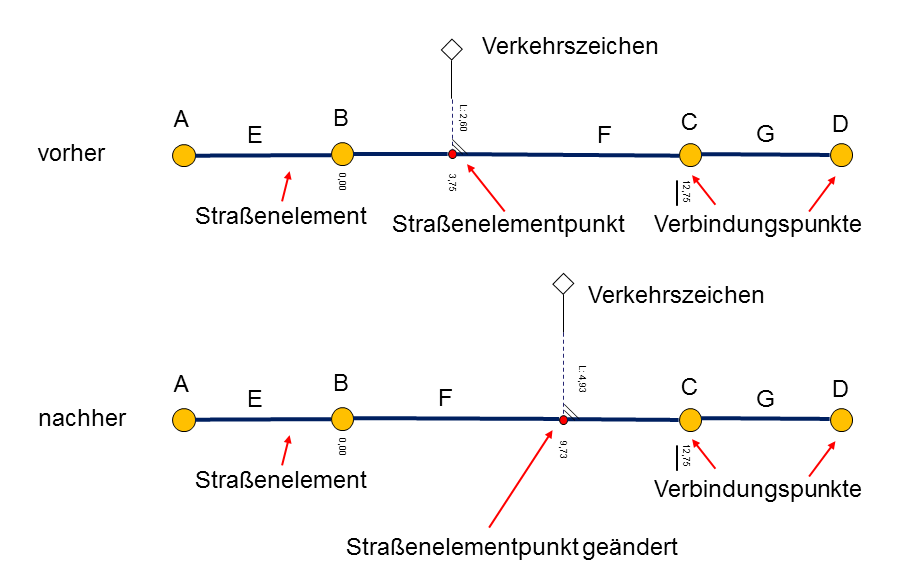 Verkehrszeichen
L: 2,60
A
E
B
F
C
G
D
vorher
0,00
3,75
12,75
Straßenelement
Straßenelementpunkt
Verbindungspunkte
Verkehrszeichen
L: 4,93
A
E
B
F
C
G
D
nachher
0,00
9,73
12,75
Straßenelement
Verbindungspunkte
Straßenelementpunkt geändert